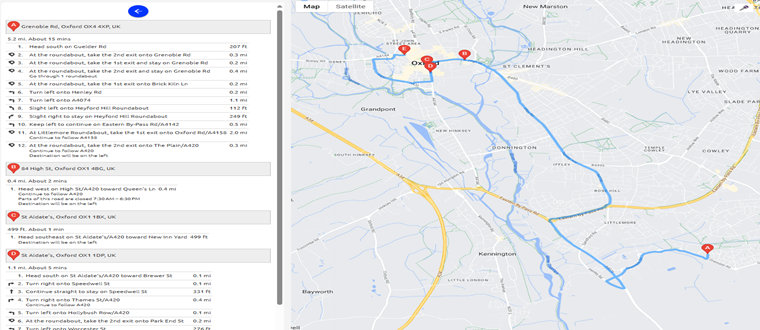 A Grenoble Rd, Oxford OX4 4XP, UK
5.2 mi. About 15 mins
1. Head south on Guelder Rd 207 ft
2. At the roundabout, take the 2nd exit onto Grenoble Rd 0.3 mi
3. At the roundabout, take the 1st exit and stay on Grenoble Rd 0.2 mi
4. At the roundabout, take the 2nd exit and stay on Grenoble Rd 0.4 mi
Go through 1 roundabout
5. At the roundabout, take the 1st exit onto Brick Kiln Ln 0.2 mi
6. Turn left onto Henley Rd 0.2 mi
7. Turn left onto A4074 1.1 mi
8. Slight left onto Heyford Hill Roundabout 112 ft
9. Slight right to stay on Heyford Hill Roundabout 249 ft
10. Keep left to continue on Eastern By-Pass Rd/A4142 0.5 mi
11. At Littlemore Roundabout, take the 1st exit onto Oxford Rd/A4158 2.0 mi
Continue to follow A4158
12. At the roundabout, take the 2nd exit onto The Plain/A420 0.3 mi
Continue to follow A420
Destination will be on the left
B 84 High St, Oxford OX1 4BG, UK
0.4 mi. About 2 mins
1. Head west on High St/A420 toward Queen's Ln 0.4 mi
Continue to follow A420
Parts of this road are closed 7:30 AM – 6:30 PM
Destination will be on the left
C St Aldate's, Oxford OX1 1BX, UK
499 ft. About 1 min
1. Head southeast on St Aldate's/A420 toward New Inn Yard 499 ft
Destination will be on the left
D St Aldate's, Oxford OX1 1DP, UK
1.1 mi. About 5 mins
1. Head south on St Aldate's/A420 toward Brewer St 0.1 mi
2. Turn right onto Speedwell St 0.1 mi
3. Continue straight to stay on Speedwell St 331 ft
4. Turn right onto Thames St/A420 0.4 mi
Continue to follow A420
5. Turn left onto Hollybush Row/A420 0.1 mi
6. At the roundabout, take the 2nd exit onto Park End St 0.2 mi
7. Turn left onto Worcester St 276 ft
Map Satellite
New Marston
HEADINGTON QUARRY
HEADINGTON HILL
NEW HEADINGTON
WOOD FARM
ST CLEMENT'S
LYE VALLEY
Oxford
A
B
C
D
E
Grandpont
NEW HINKSEY
SOUTH HINKSEY
DONNINGTON
IFFLEY
ROSE HILL
TEMPLE COWLEY
COWLEY
LITTLEMORE
Kennington
LITTLE LONDON
Bayworth